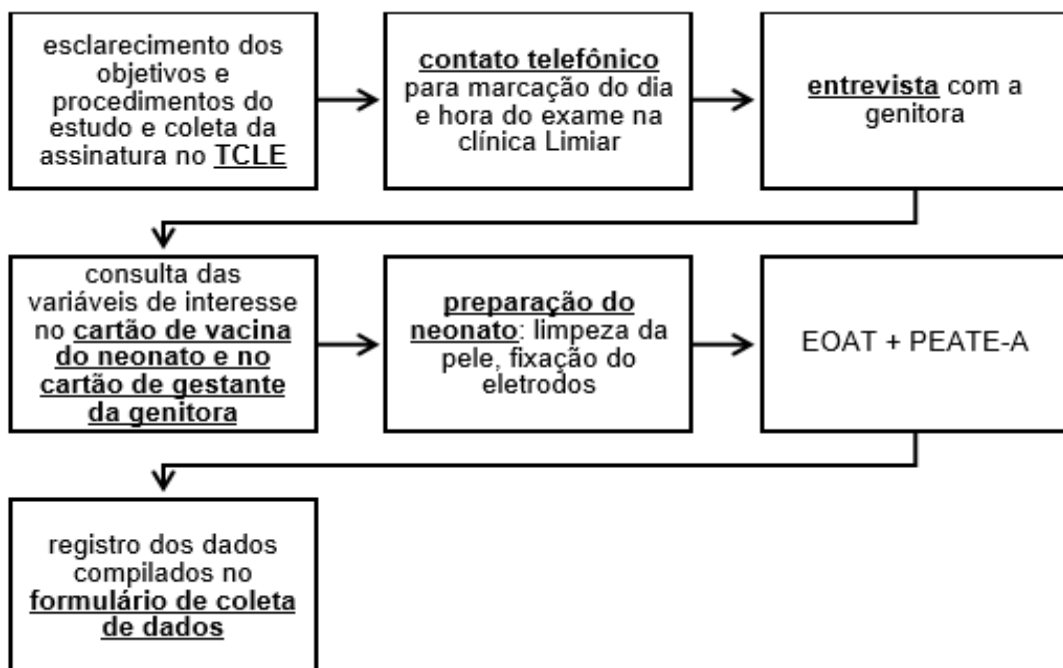 esclarecimento dos
objetivos e
procedimentos do
estudo e coleta da
assinatura no TCLE
contato telefônico
para marcação do dia
e hora do exame na
clínica Limiar
entrevista com a
genitora
consulta das
variáveis de interesse
no cartão de vacina
do neonato e no
cartão de gestante
da genitora
preparação do
neonato: limpeza da
pele, fixação do
eletrodos
EOAT + PEATE-A
registro dos dados
compilados no
formulário de coleta
de dados